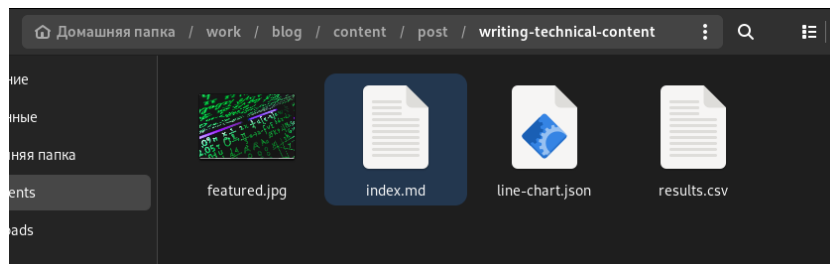 Домашняя папка / work / blog / content / post / writing-technical-content
ние
нные
няя папка
ents
oads
featured.jpg
index.md
line-chart.json
results.csv